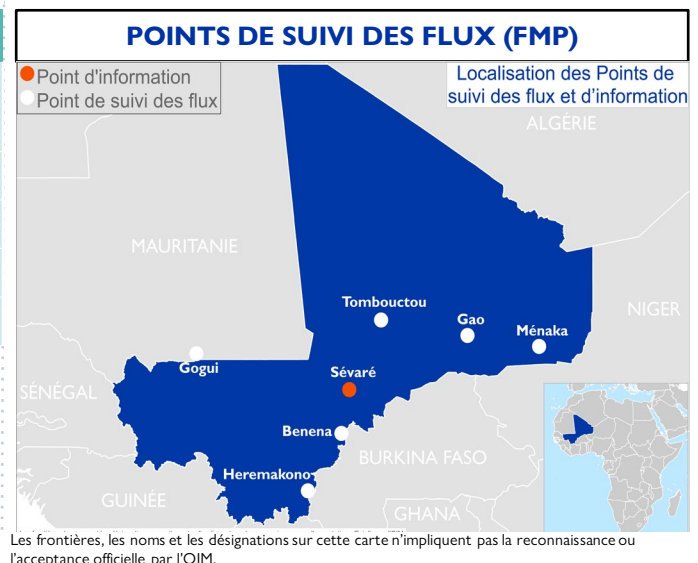 POINTS DE SUIVI DES FLUX (FMP)
Point d'information
Point de suivi des flux
Localisation des Points de
suivi des flux et d'information
ALGÉRIE
MAURITANIE
NIGER
Tombouctou
Gao
Ménaka
Gogui
Sévaré
SÉNÉGAL
Benena
BURKINA FASO
Heremakono
GUINÉE
GHANA
Les frontières, les noms et les désignations sur cette carte n'impliquent pas la reconnaissance ou
l'acceptance officielle par l'OIM.